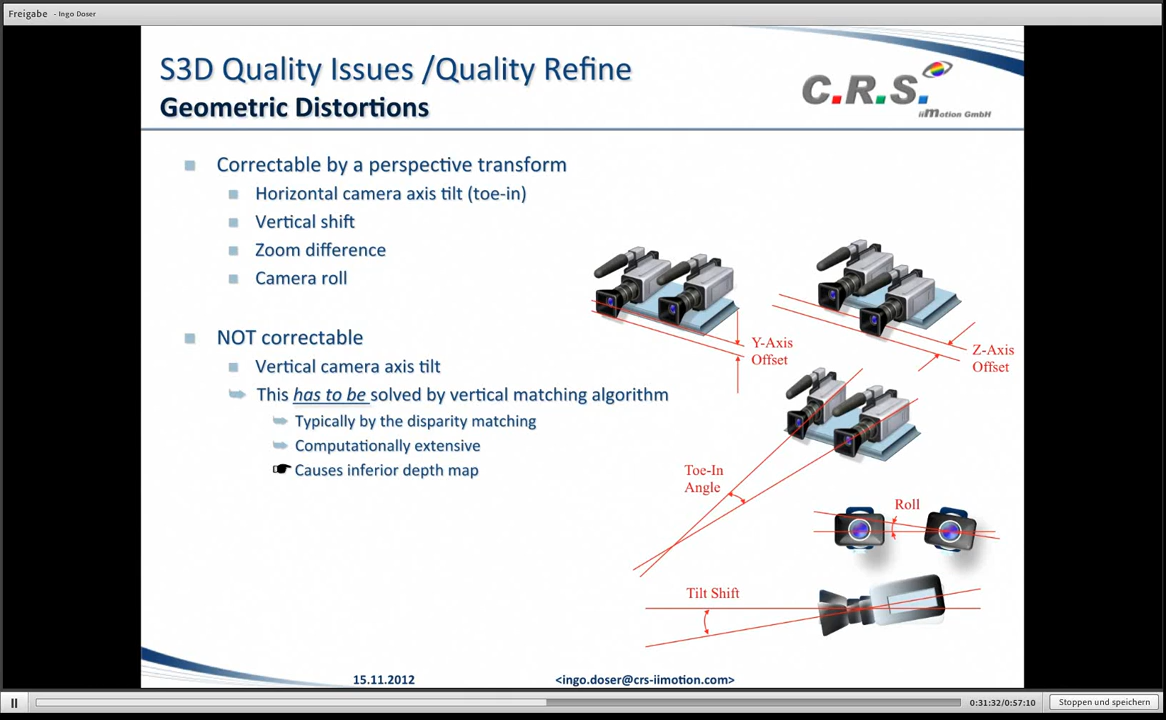 Freigabe - Ingo Doser
S3D Quality Issues /Quality Refine
Geometric Distortions
C.R.S.
iiMotion GmbH
Correctable by a perspective transform
Horizontal camera axis tilt (toe-in)
Vertical shift
Zoom difference
Camera roll
NOT correctable
Vertical camera axis tilt
This has to be solved by vertical matching algorithm
Typically by the disparity matching
Computationally extensive
Causes inferior depth map
Y-Axis
Offset
Z-Axis
Offset
Toe-In
Angle
Roll
Tilt Shift
15.11.2012
<ingo.doser@crs-iimotion.com>
0:31:32/0:57:10
Stoppen und speichern